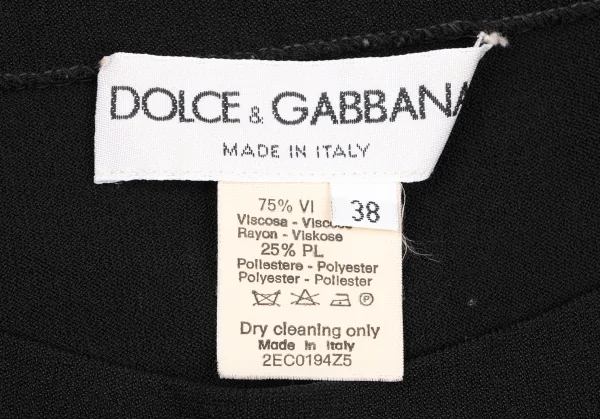 DOLCE & GABBANA
MADE IN ITALY
38
75% VI
Viscosa - Viscose
Rayon - Viskose
25% PL
Poliestere - Polyester
Polyester - Poliester
P
Dry cleaning only
Made in Italy
2EC0194Z5